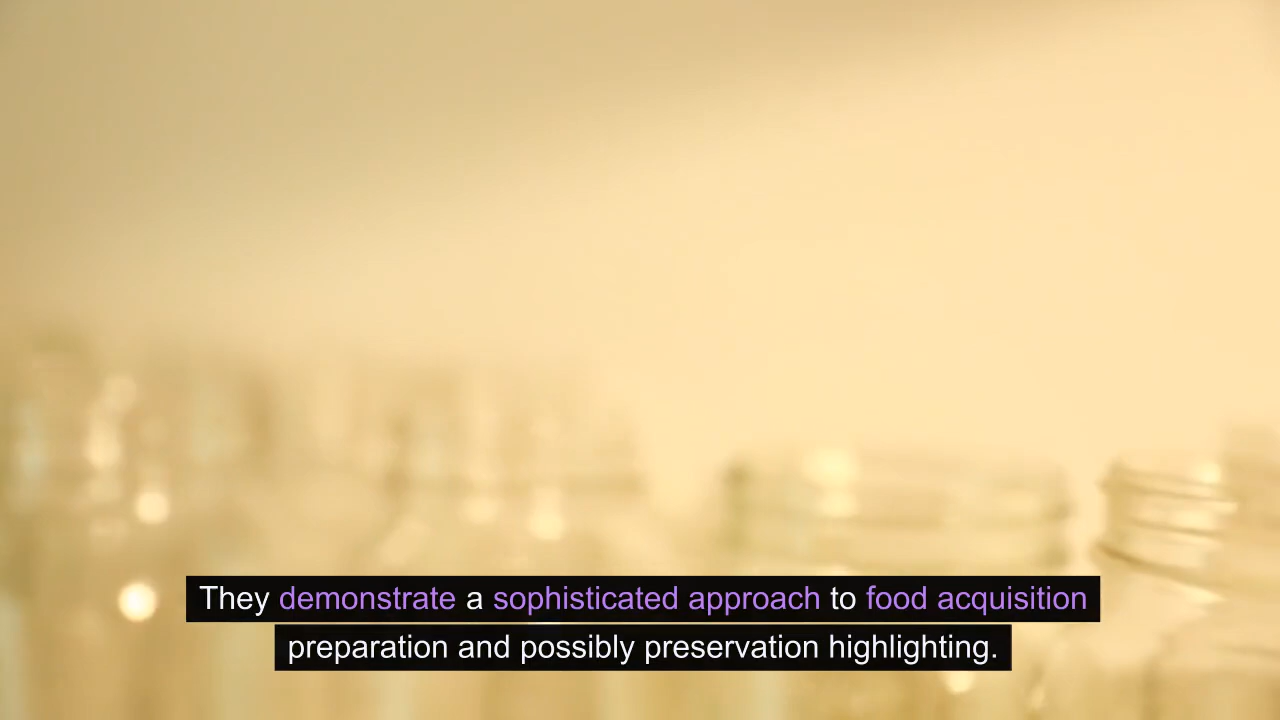 They demonstrate a sophisticated approach to food acquisition
preparation and possibly preservation highlighting.